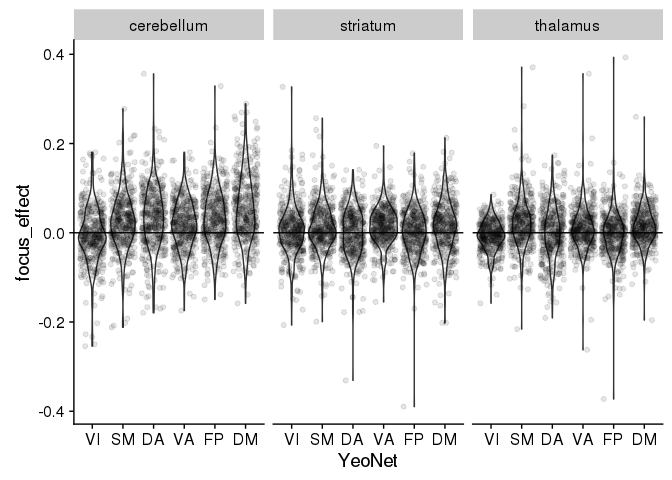 cerebellum striatum thalamus
0.4
0.2
0.0
-0.2
-0.4
focus_effect
VI SM DA VA FP DM VI SM DA VA FP DM VI SM DA VA FP DM
YeoNet